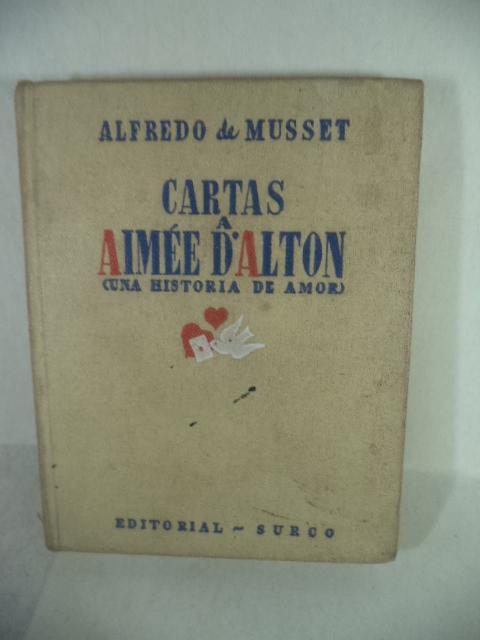 ALFREDO de MUSSET
CARTAS
A
AIMÉE D'ALTON
(UNA HISTORIA DE AMOR)
EDITORIAL ~ SURCO